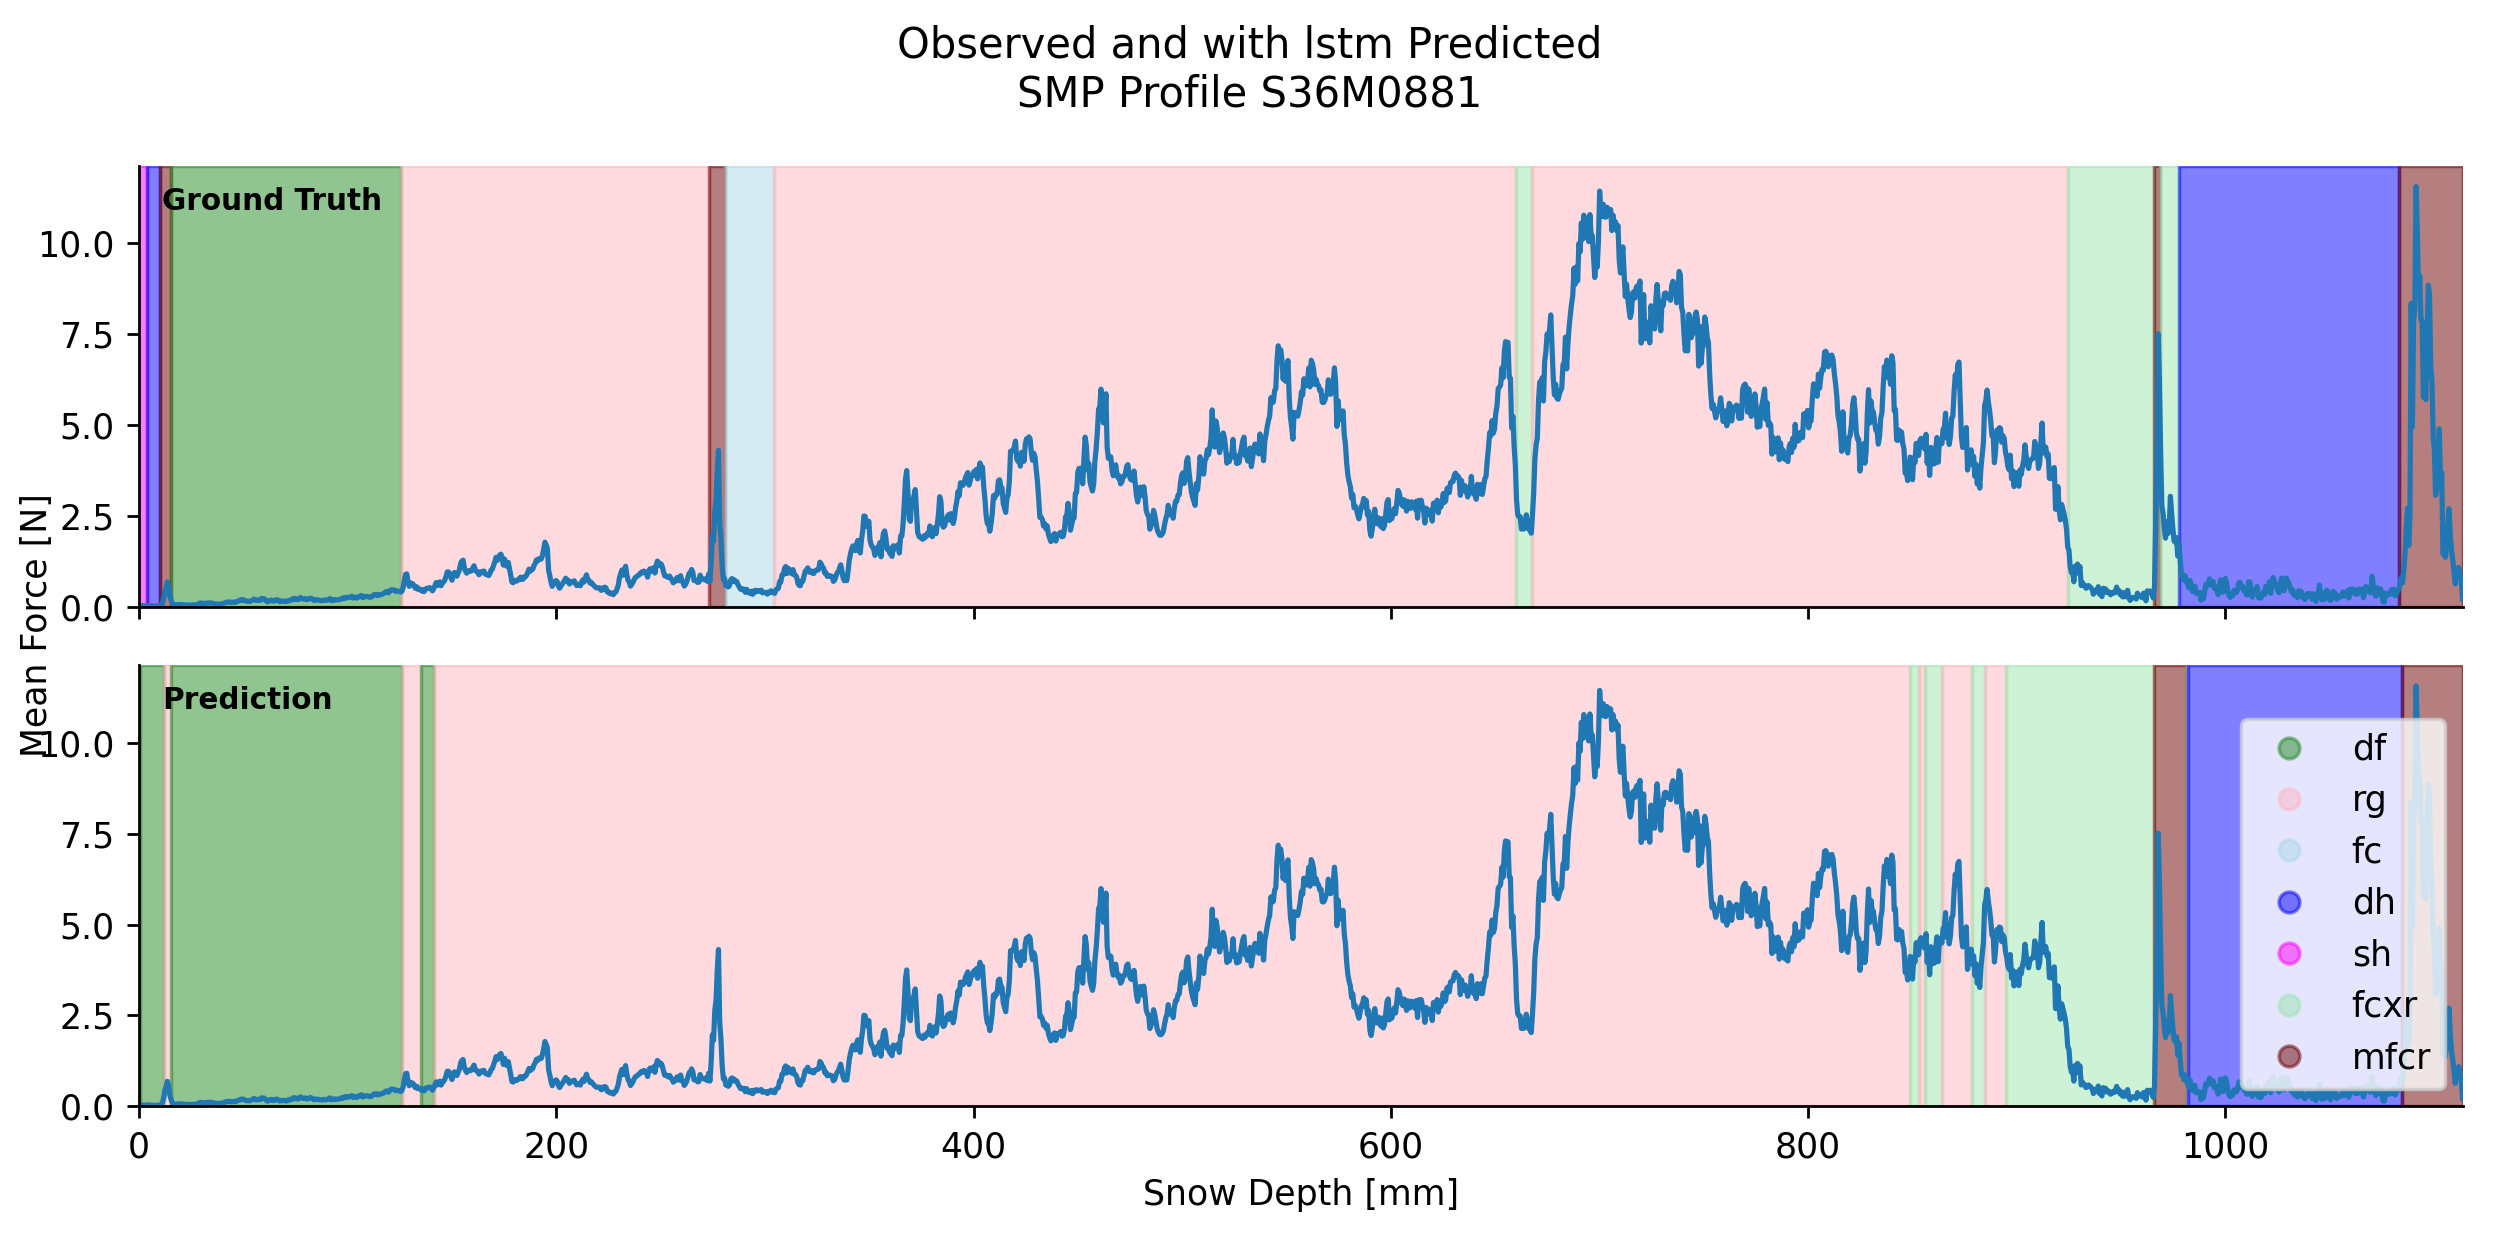 Observed and with lstm Predicted
SMP Profile S36M0881
Ground Truth
10.0
7.5
5.0
2.5
0.0
Mean Force [N]
Prediction
10.0
7.5
5.0
2.5
0.0
df
rg
fc
dh
sh
fcxr
mfcr
0 200 400 600 800 1000
Snow Depth [mm]